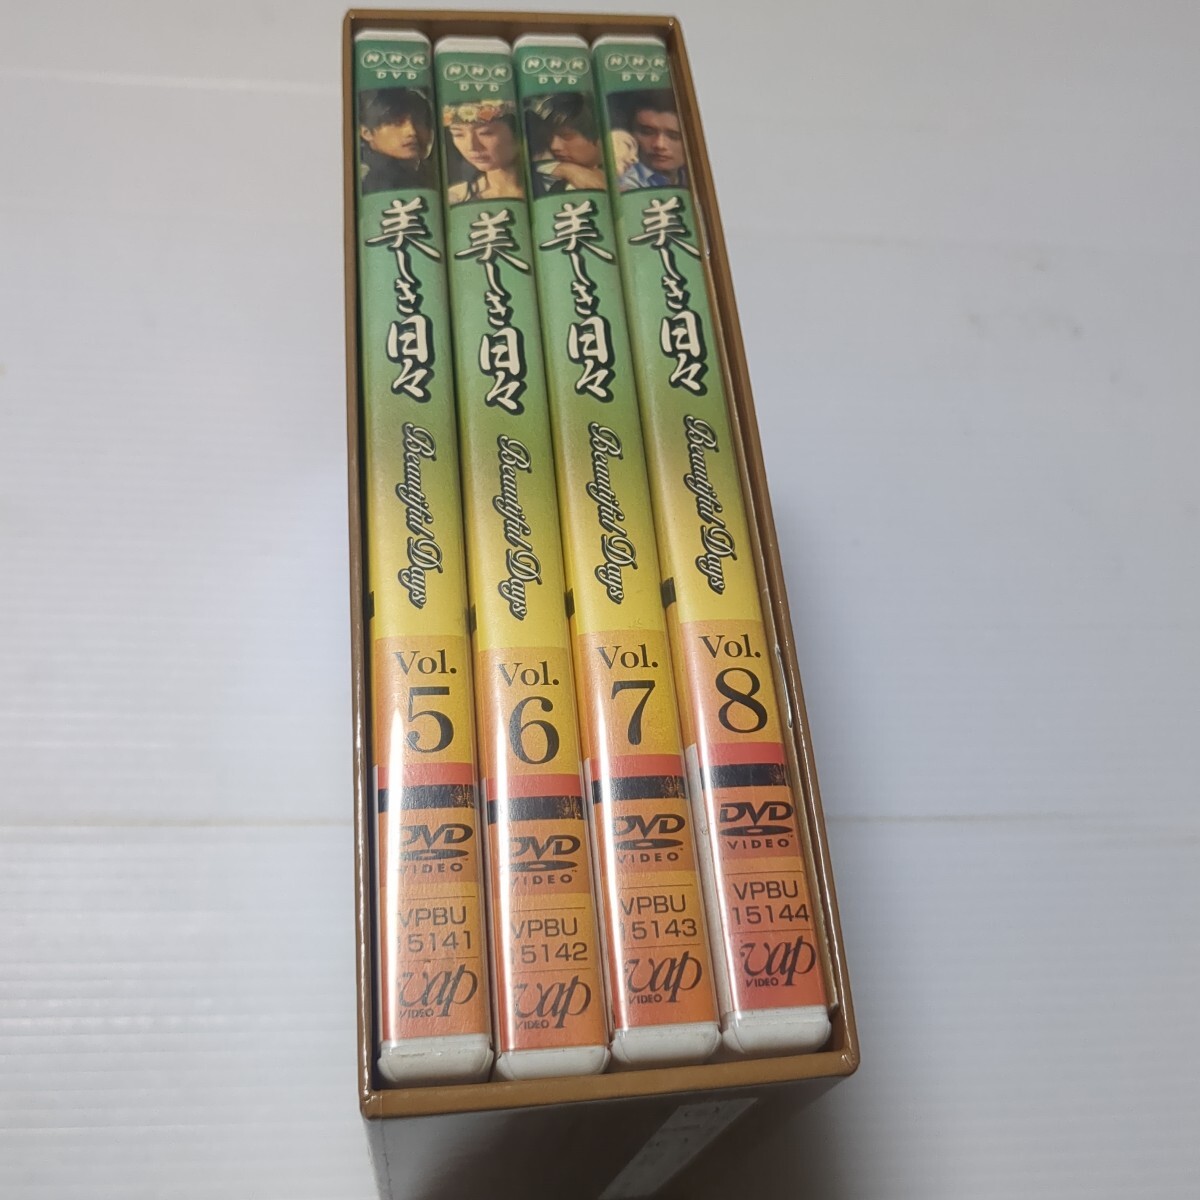 NHK
DVD
美しき日々
Beautiful Days
Vol.
5
DVD
VIDEO
VPBU
15141
vap
VIDEO
NHK
DVD
美しき日々
Beautiful Days
Vol.
6
DVD
VIDEO
VPBU
15142
vap
VIDEO
NHK
DVD
美しき日々
Beautiful Days
Vol.
7
DVD
VIDEO
VPBU
15143
vap
VIDEO
NHK
DVD
美しき日々
Beautiful Days
Vol.
8
DVD
VIDEO
VPBU
15144
vap
VIDEO